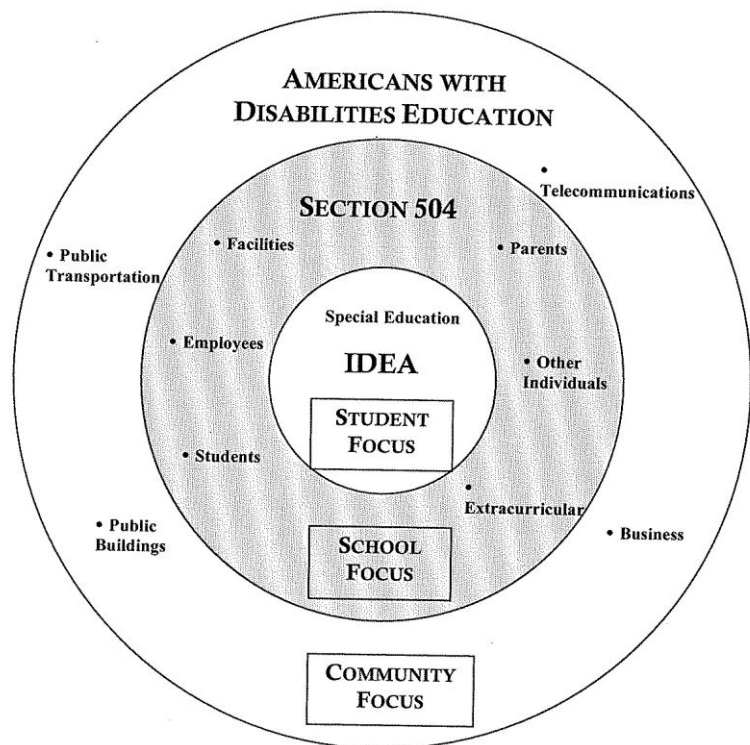 AMERICANS WITH
DISABILITIES EDUCATION
• Telecommunications
SECTION 504
• Facilities
• Parents
• Public
Transportation
Special Education
IDEA
• Employees
• Other
Individuals
STUDENT
FOCUS
• Students
• Extracurricular
• Public
Buildings
• Business
SCHOOL
FOCUS
COMMUNITY
FOCUS